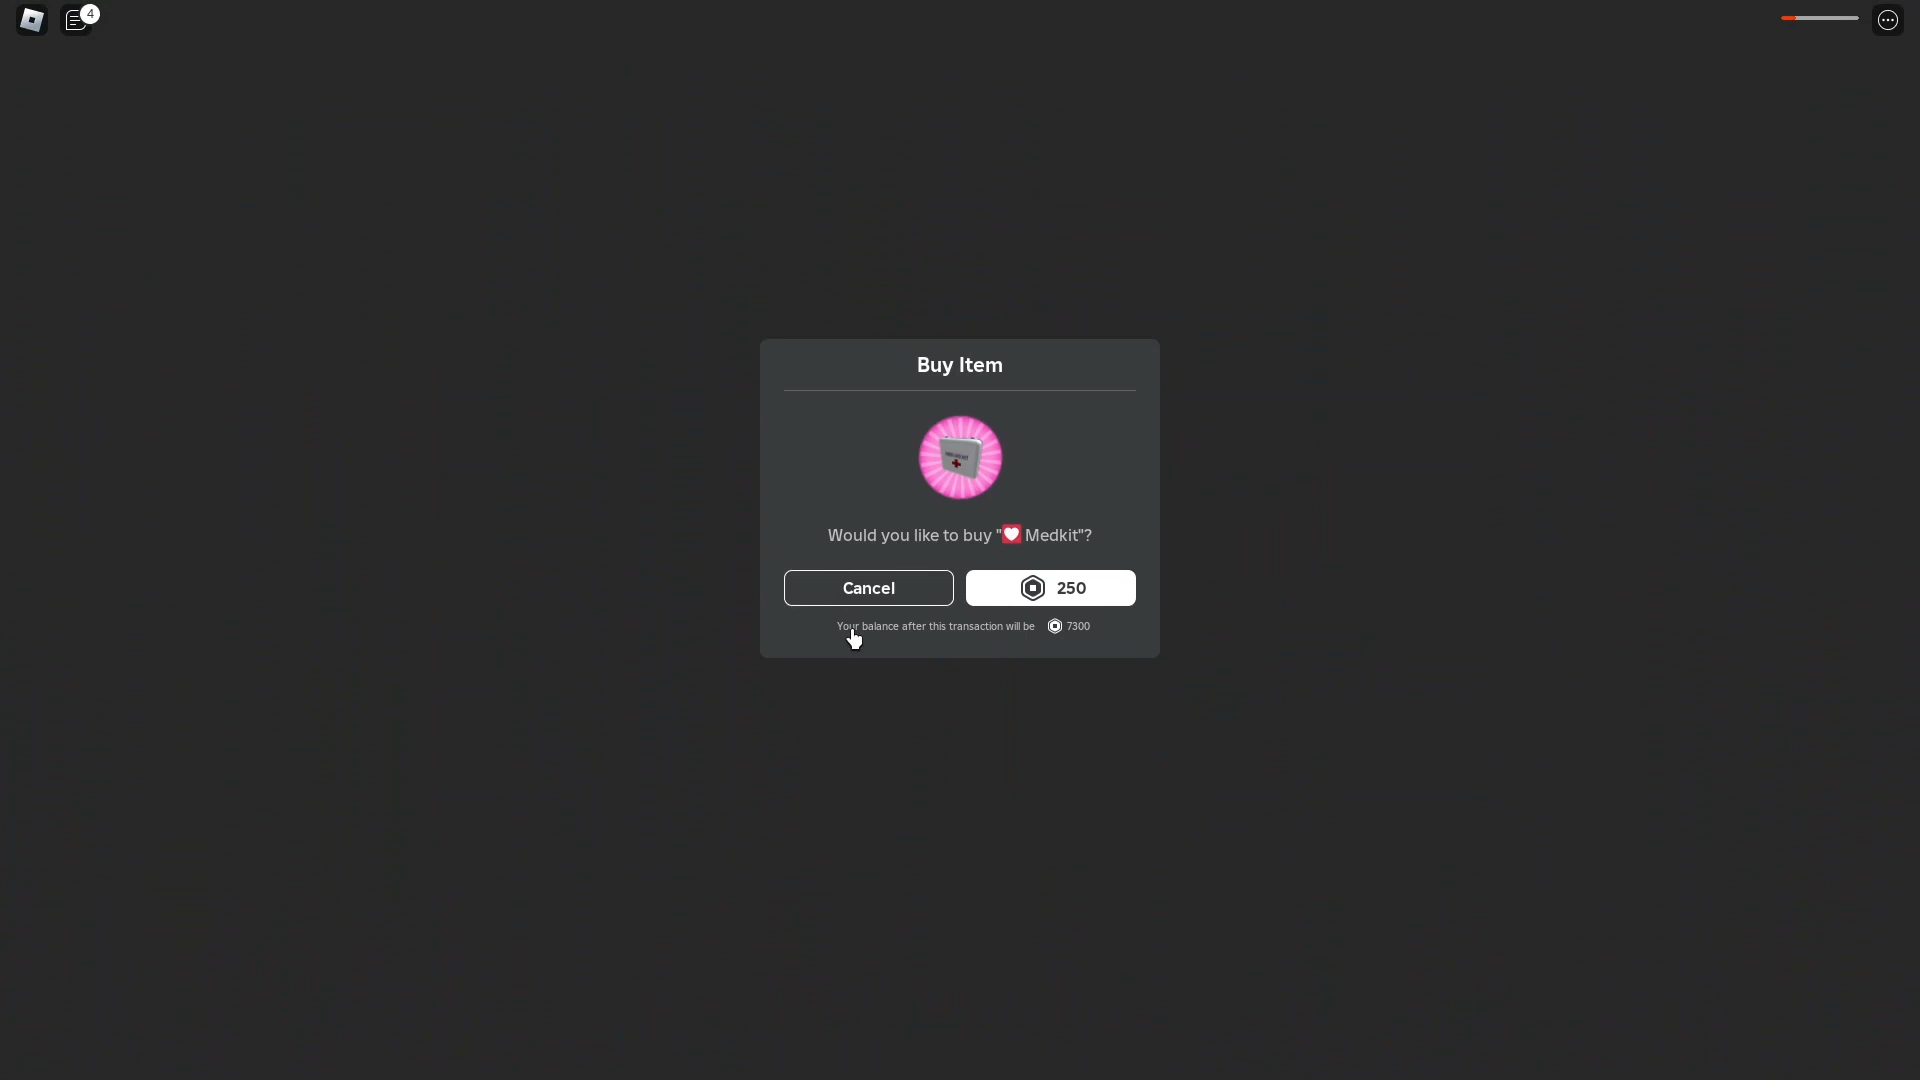 4
Buy Item
Would you like to buy "💟 Medkit"?
Cancel
250
Your balance after this transaction will be 7300